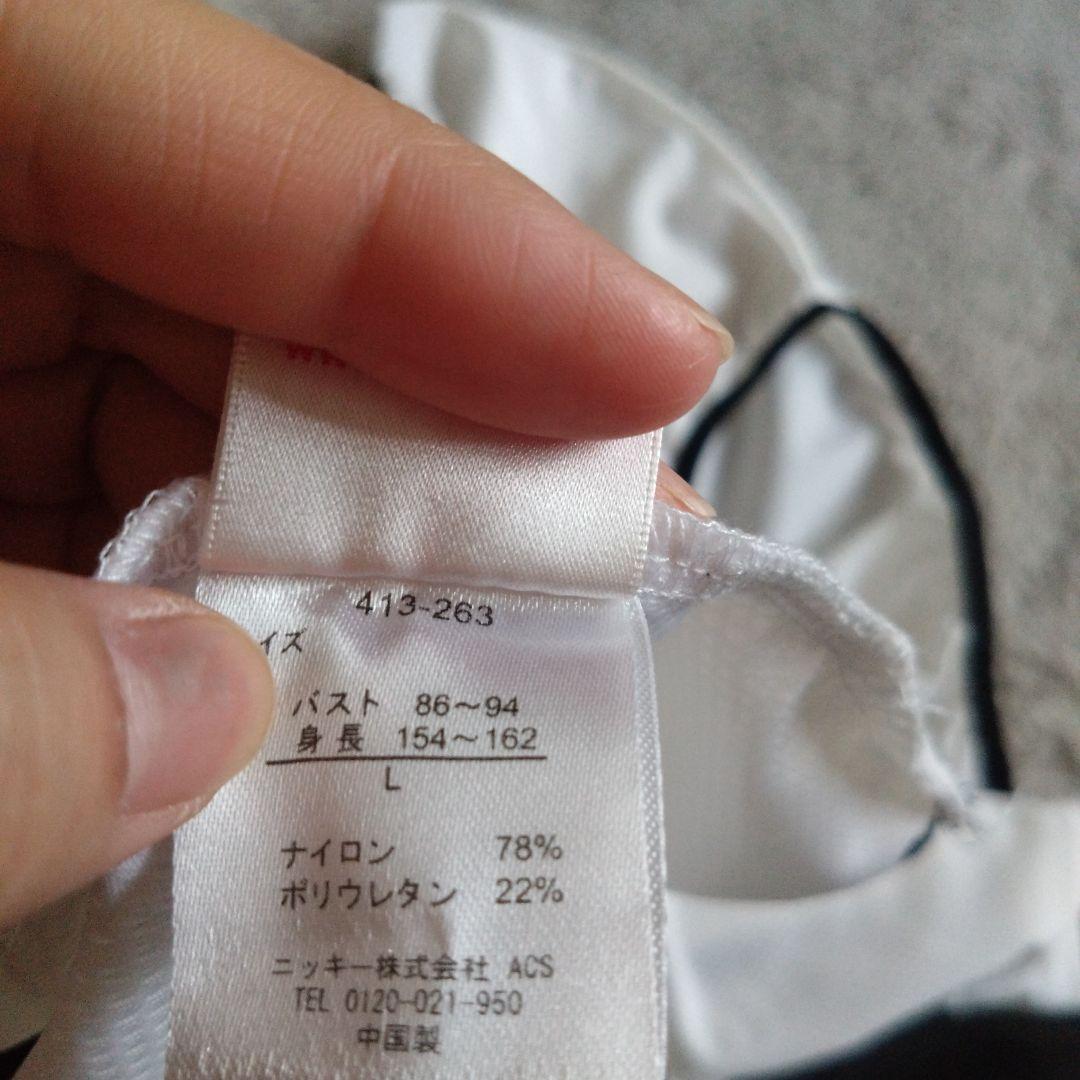 413-263
イズ
バスト 86～94
身長 154～162
L
ナイロン 78%
ポリウレタン 22%
ニッキー株式会社 ACS
TEL 0120-021-950
中国製